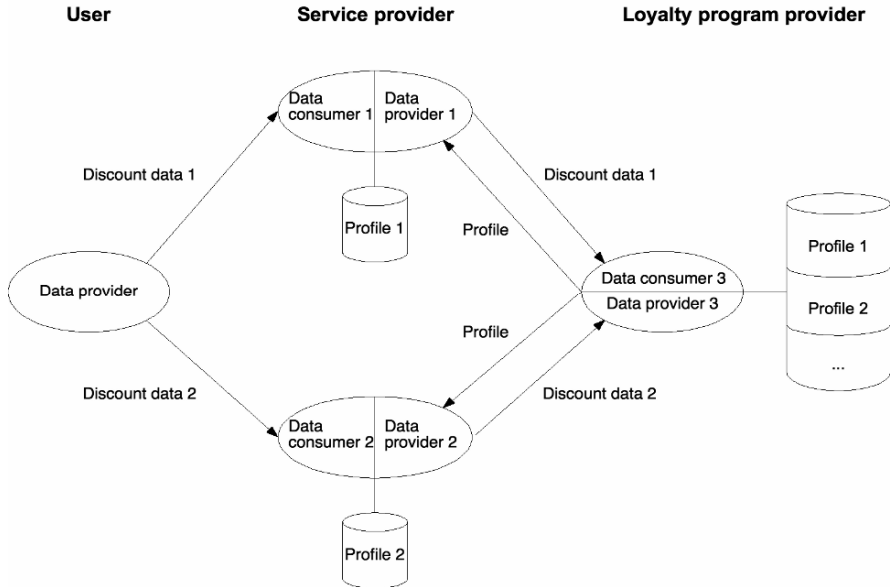 User
Service provider
Loyalty program provider
Data
consumer 1
Data
provider 1
Discount data 1
Discount data 1
Profile 1
Profile
Profile 1
Data consumer 3
Data provider
Data provider 3
Profile 2
Profile
...
Discount data 2
Discount data 2
Data
consumer 2
Data
provider 2
Profile 2